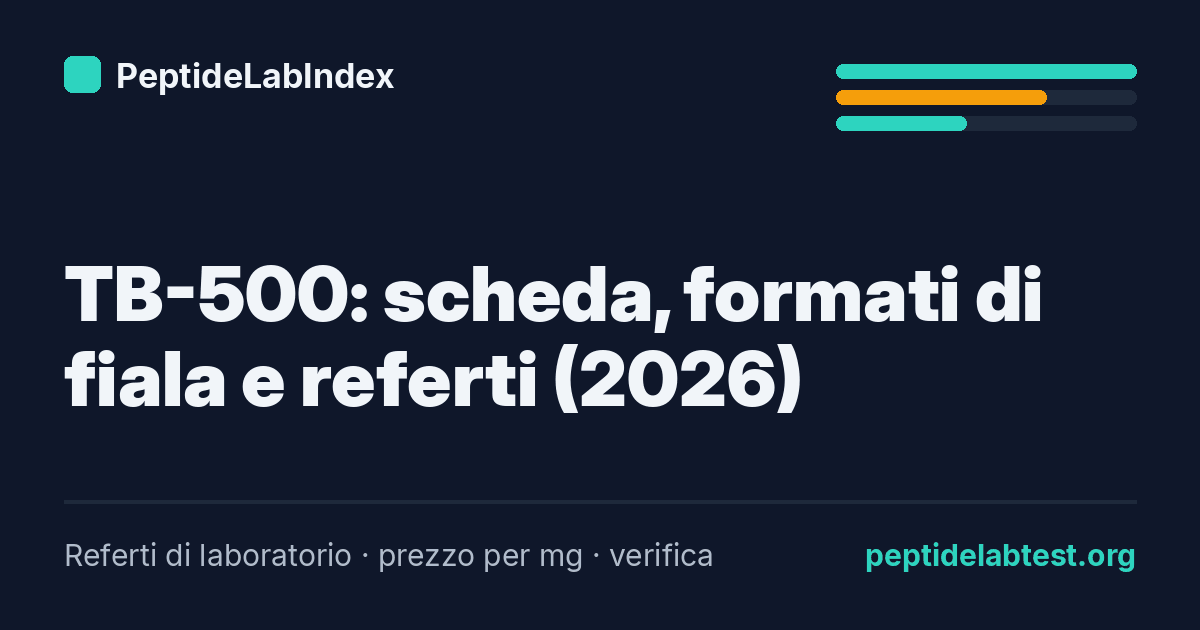 PeptideLabIndex
TB-500: scheda, formati di
fiala e referti (2026)
Referti di laboratorio · prezzo per mg · verifica
peptidelabtest.org